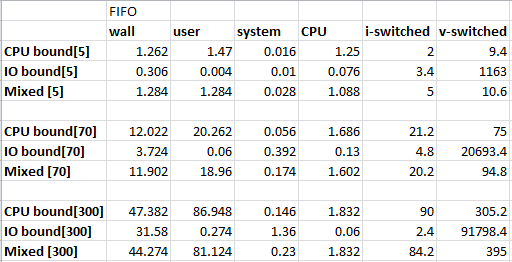 FIFO
wall user system CPU i-switched v-switched
CPU bound[5] 1.262 1.47 0.016 1.25 2 9.4
IO bound[5] 0.306 0.004 0.01 0.076 3.4 1163
Mixed [5] 1.284 1.284 0.028 1.088 5 10.6
CPU bound[70] 12.022 20.262 0.056 1.686 21.2 75
IO bound[70] 3.724 0.06 0.392 0.13 4.8 20693.4
Mixed [70] 11.902 18.96 0.174 1.602 20.2 94.8
CPU bound[300] 47.382 86.948 0.146 1.832 90 305.2
IO bound[300] 31.58 0.274 1.36 0.06 2.4 91798.4
Mixed [300] 44.274 81.124 0.23 1.832 84.2 395